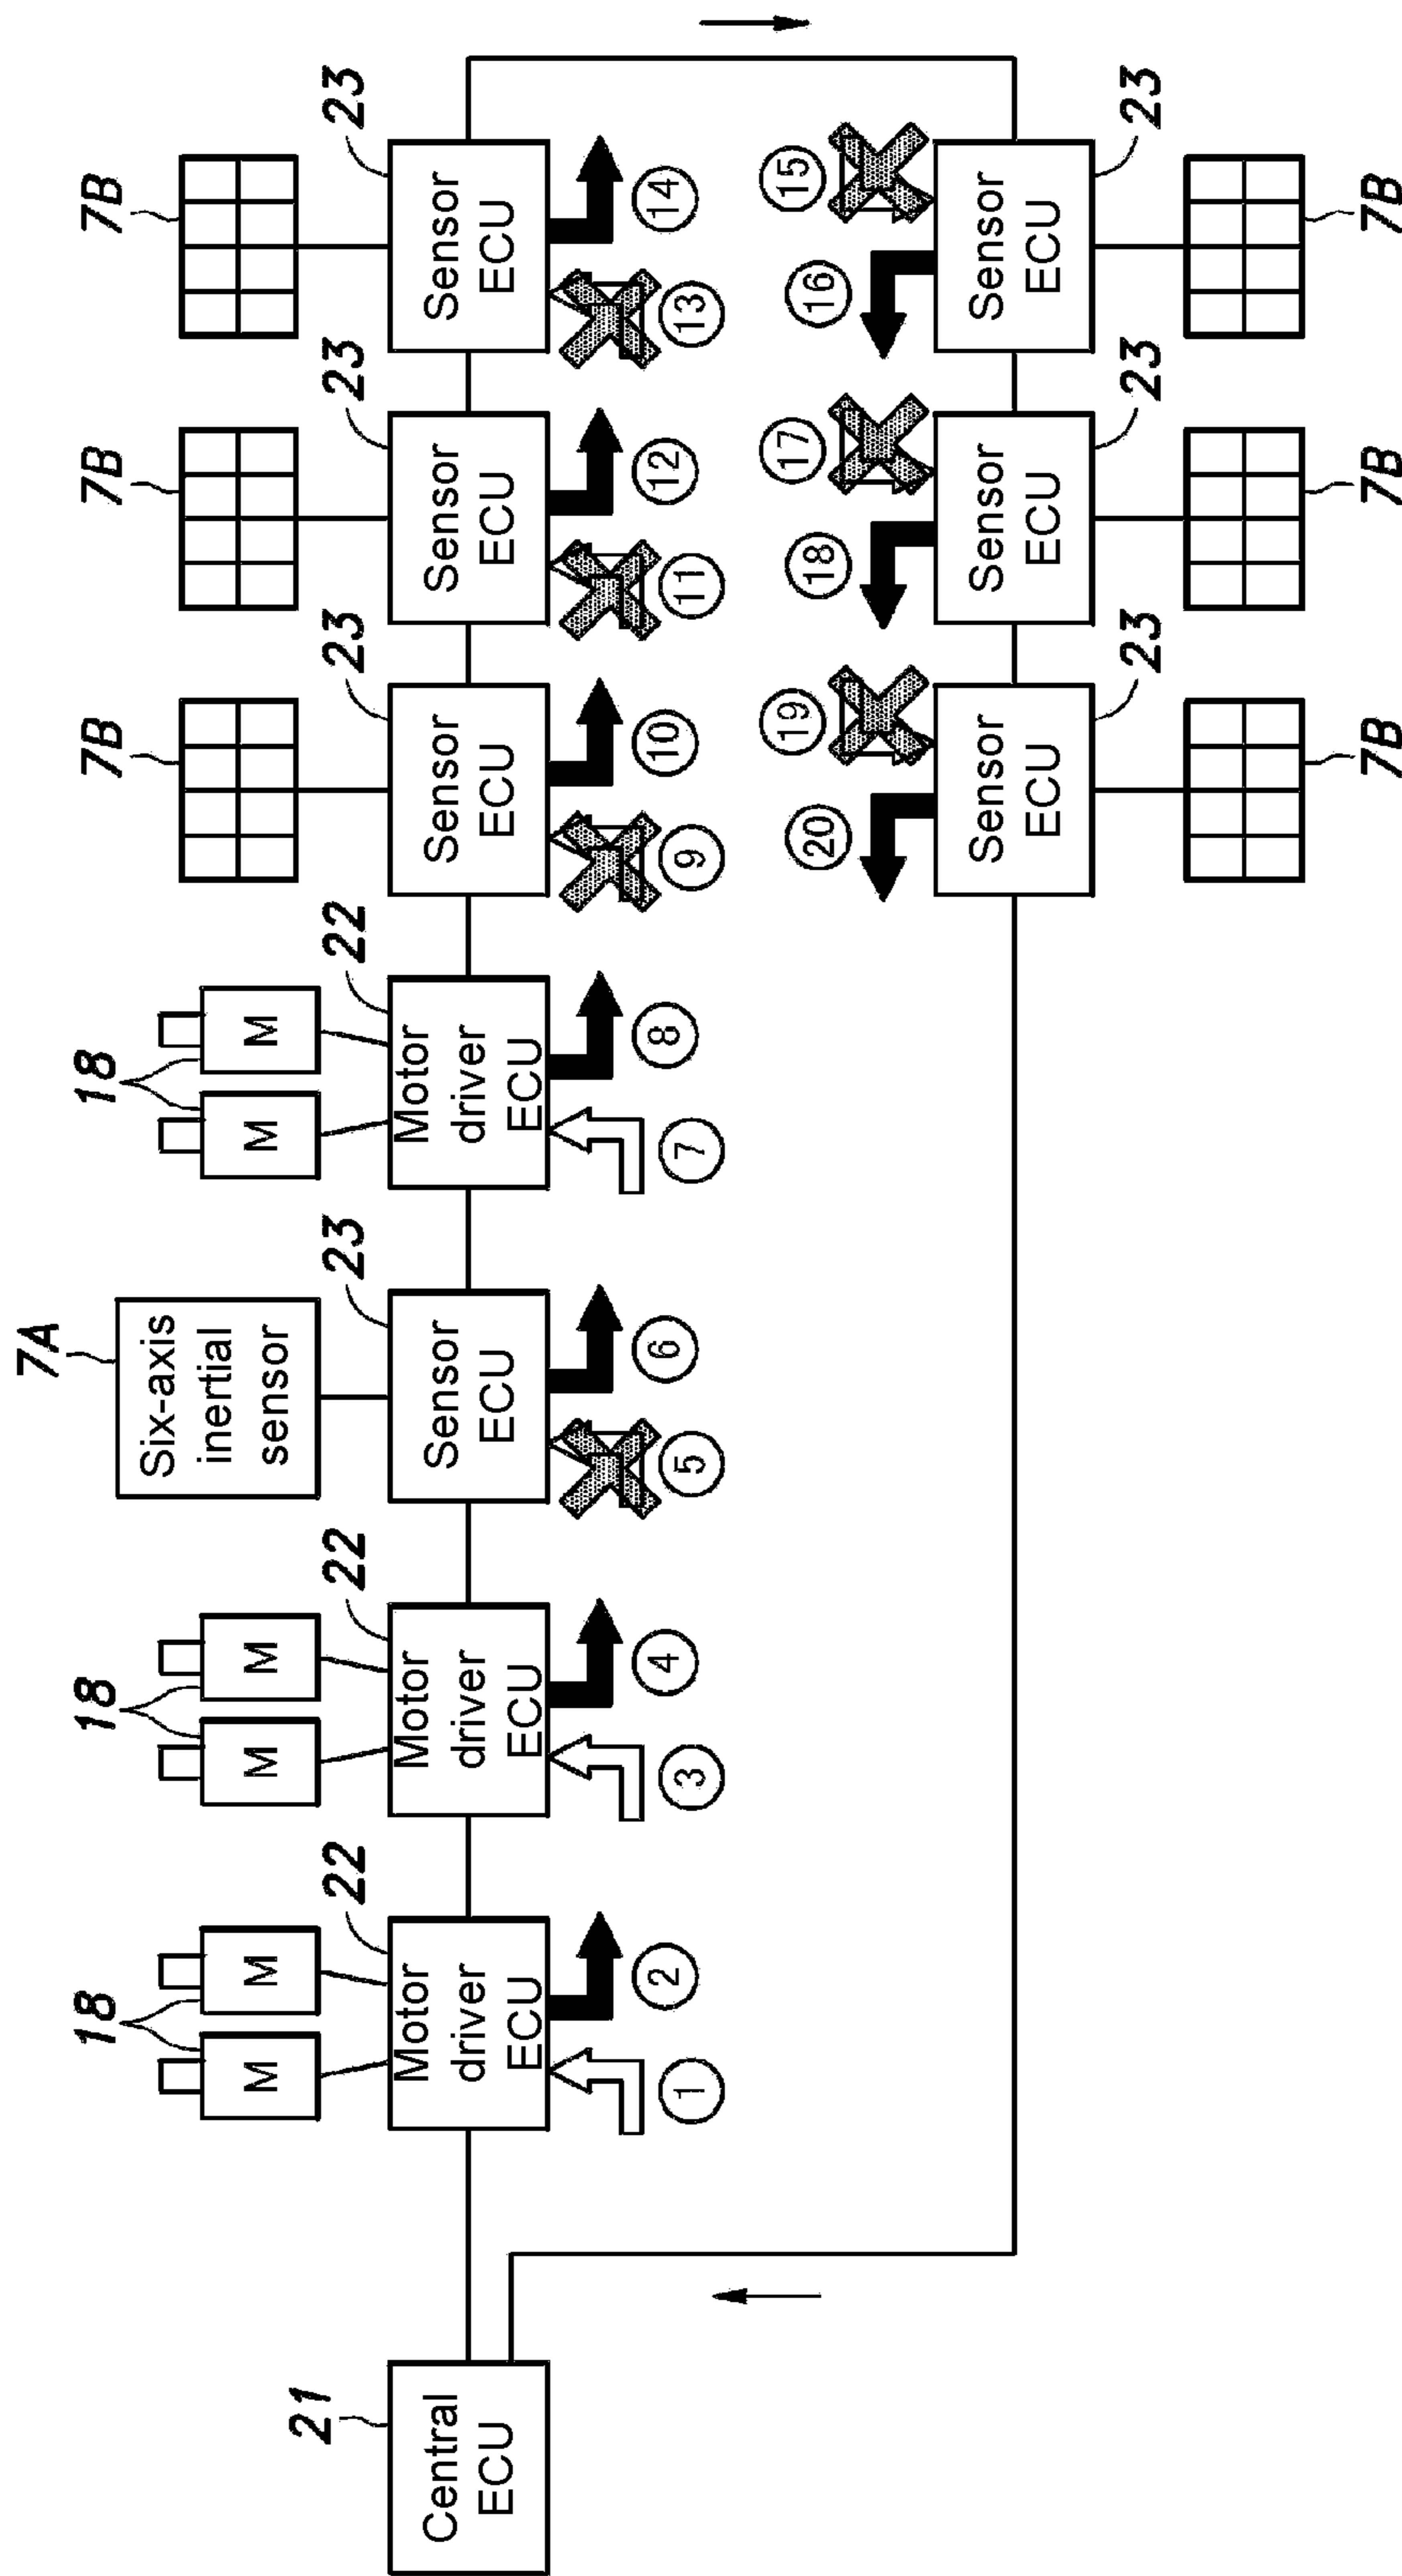 7A
7B
7B
7B
18
18
18
Six-axis
inertial
sensor
M
M
M
M
M
M
21
22
22
23
22
23
23
23
Central
ECU
Motor
driver
ECU
Motor
driver
ECU
Sensor
ECU
Motor
driver
ECU
Sensor
ECU
Sensor
ECU
Sensor
ECU
1
2
3
4
5
6
7
8
9
10
11
12
13
14
20
19
18
17
16
15
Sensor
ECU
Sensor
ECU
Sensor
ECU
23
23
23
7B
7B
7B